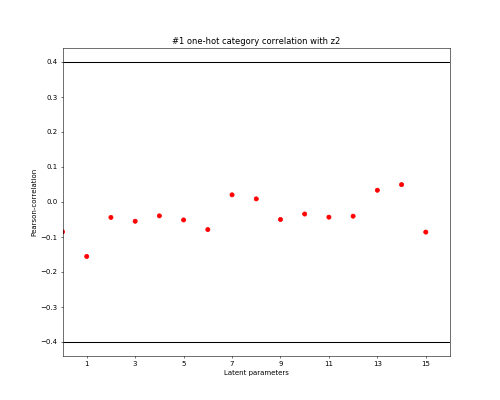 #1 one-hot category correlation with z2
0.4
0.3
0.2
0.1
0.0
−0.1
−0.2
−0.3
−0.4
Pearson-correlation
1 3 5 7 9 11 13 15
Latent parameters